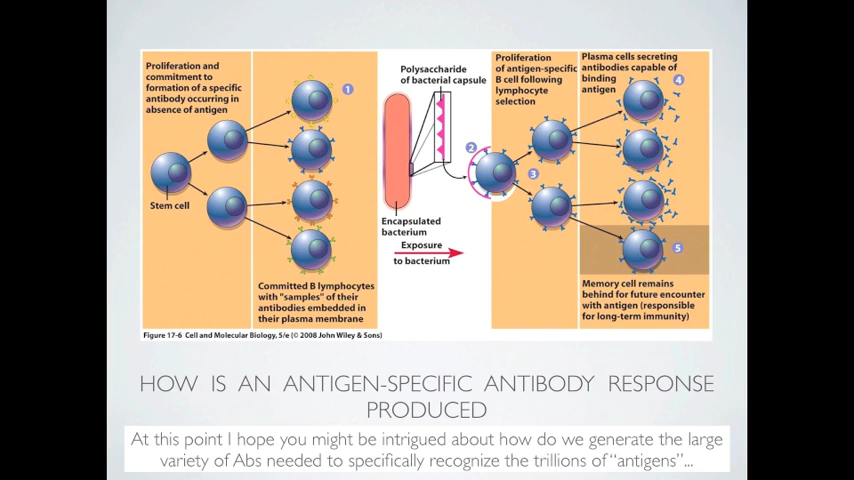 Proliferation and
commitment to
formation of a specific
antibody occurring in
absence of antigen
1
Stem cell
Committed B lymphocytes
with "samples" of their
antibodies embedded in
their plasma membrane
Polysaccharide
of bacterial capsule
Encapsulated
bacterium
Exposure
to bacterium
2
Proliferation
of antigen-specific
B cell following
lymphocyte
selection
3
Plasma cells secreting
antibodies capable of
binding
antigen
4
5
Memory cell remains
behind for future encounter
with antigen (responsible
for long-term immunity)
Figure 17-6 Cell and Molecular Biology, 5/e (© 2008 John Wiley & Sons)
HOW IS AN ANTIGEN-SPECIFIC ANTIBODY RESPONSE
PRODUCED
At this point I hope you might be intrigued about how do we generate the large
variety of Abs needed to specifically recognize the trillions of "antigens"...